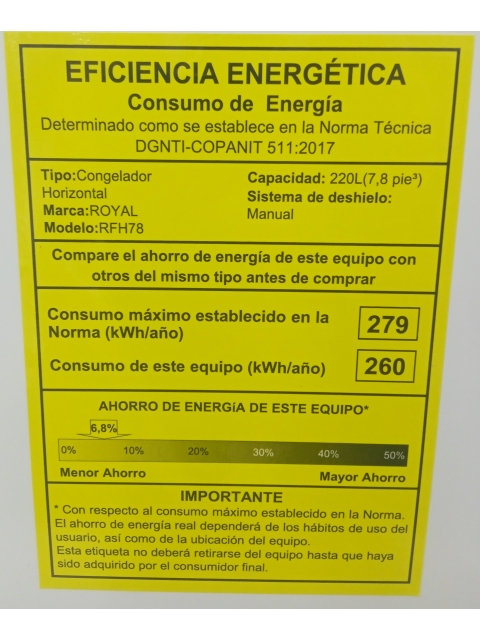 EFICIENCIA ENERGÉTICA
Consumo de Energía
Determinado como se establece en la Norma Técnica
DGNTI-COPANIT 511:2017
Tipo:Congelador
Horizontal
Marca:ROYAL
Modelo:RFH78
Capacidad: 220L(7,8 pie³)
Sistema de deshielo:
Manual
Compare el ahorro de energía de este equipo con
otros del mismo tipo antes de comprar
Consumo máximo establecido en la
Norma (kWh/año)
279
Consumo de este equipo (kWh/año)
260
AHORRO DE ENERGíA DE ESTE EQUIPO*
6,8%
0% 10% 20% 30% 40% 50%
Menor Ahorro Mayor Ahorro
IMPORTANTE
* Con respecto al consumo máximo establecido en la Norma.
El ahorro de energía real dependerá de los hábitos de uso del
usuario, así como de la ubicación del equipo.
Esta etiqueta no deberá retirarse del equipo hasta que haya
sido adquirido por el consumidor final.